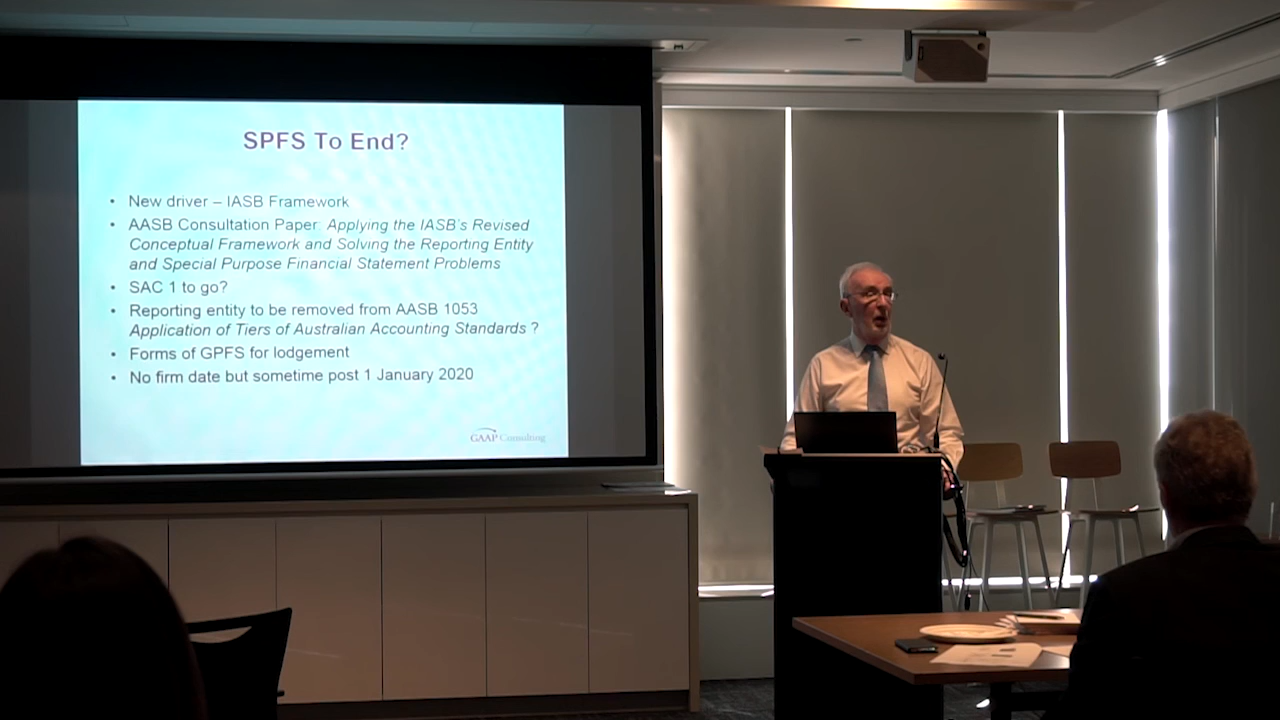 SPFS To End?
• New driver – IASB Framework
• AASB Consultation Paper: Applying the IASB's Revised
Conceptual Framework and Solving the Reporting Entity
and Special Purpose Financial Statement Problems
• SAC 1 to go?
• Reporting entity to be removed from AASB 1053
Application of Tiers of Australian Accounting Standards ?
• Forms of GPFS for lodgement
• No firm date but sometime post 1 January 2020
GAAP Consulting